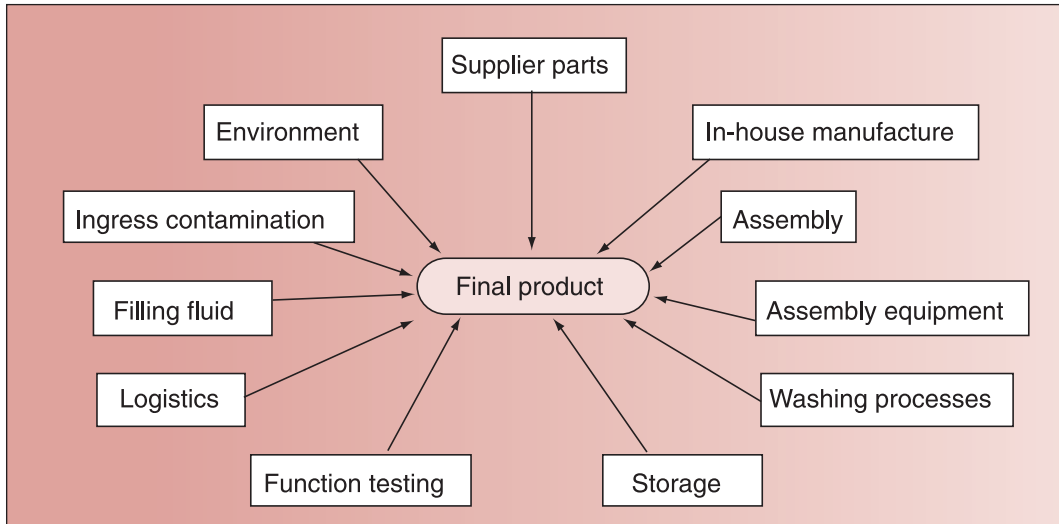 Supplier parts
Environment
In-house manufacture
Ingress contamination
Assembly
Final product
Filling fluid
Assembly equipment
Logistics
Washing processes
Function testing
Storage